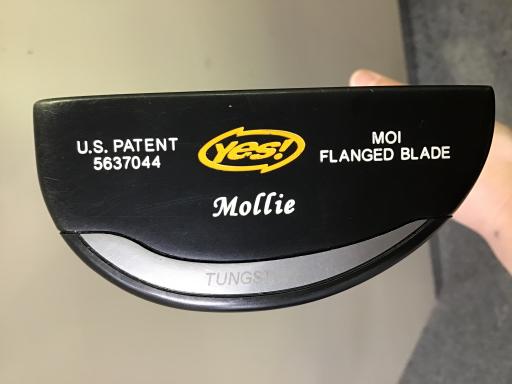 U.S. PATENT
5637044
yes!
MOI
FLANGED BLADE
Mollie